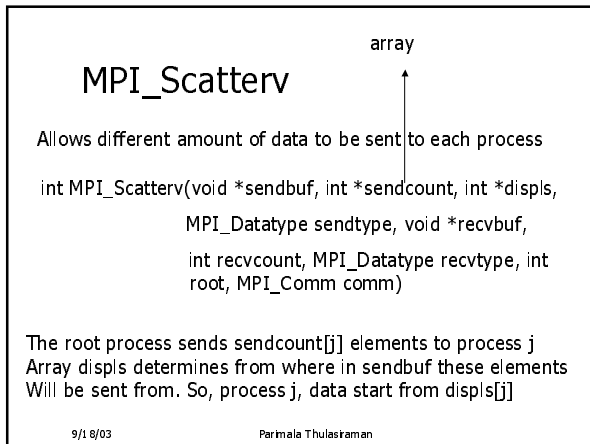 array
MPI_Scatterv
Allows different amount of data to be sent to each process
int MPI_Scatterv(void *sendbuf, int *sendcount, int *displs,
MPI_Datatype sendtype, void *recvbuf,
int recvcount, MPI_Datatype recvtype, int
root, MPI_Comm comm)
The root process sends sendcount[j] elements to process j
Array displs determines from where in sendbuf these elements
Will be sent from. So, process j, data start from displs[j]
9/18/03
Parimala Thulasiraman